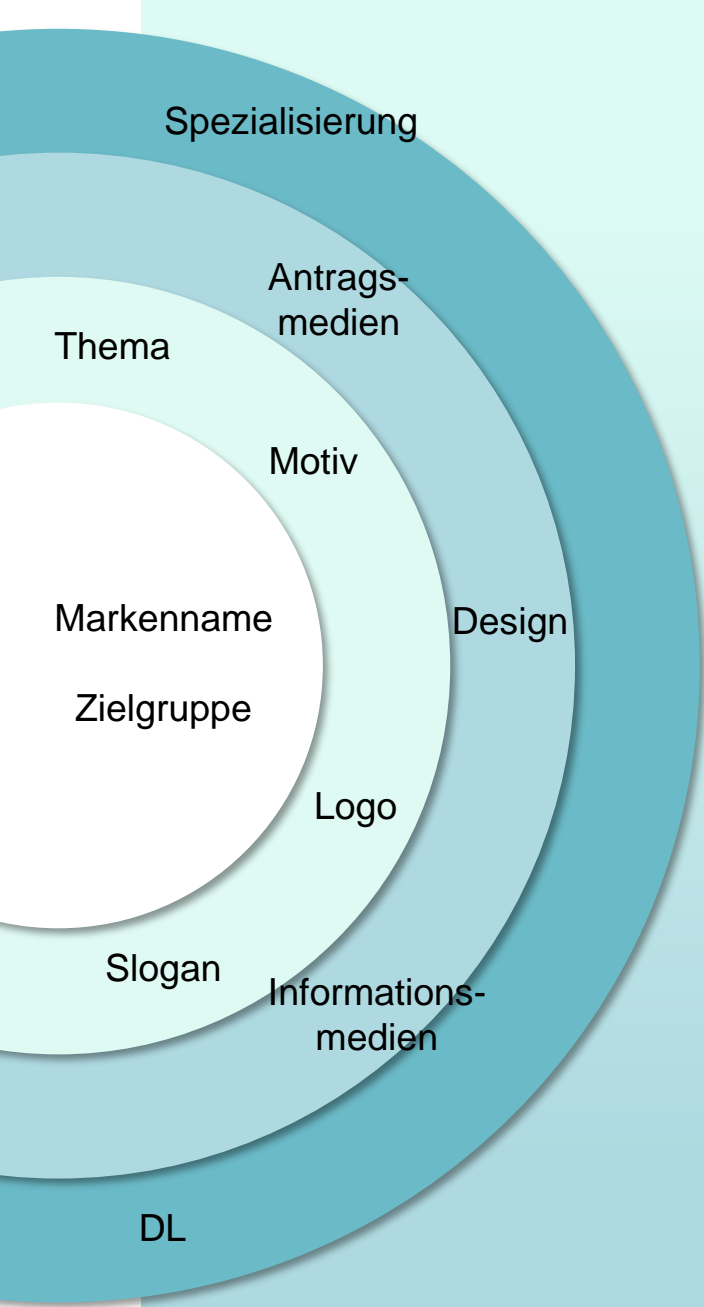 Spezialisierung
Antrags-
medien
Thema
Motiv
Markenname
Design
Zielgruppe
Logo
Slogan
Informations-
medien
DL